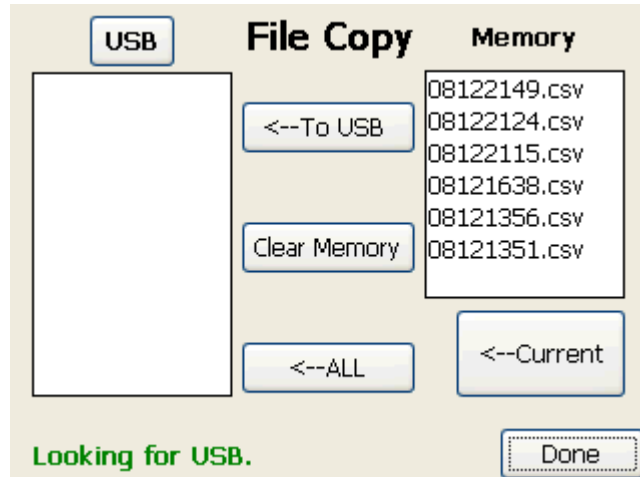 USB
File Copy
Memory
08122149.csv
08122124.csv
08122115.csv
08121638.csv
08121356.csv
08121351.csv
<--To USB
Clear Memory
<--ALL
<--Current
Looking for USB.
Done